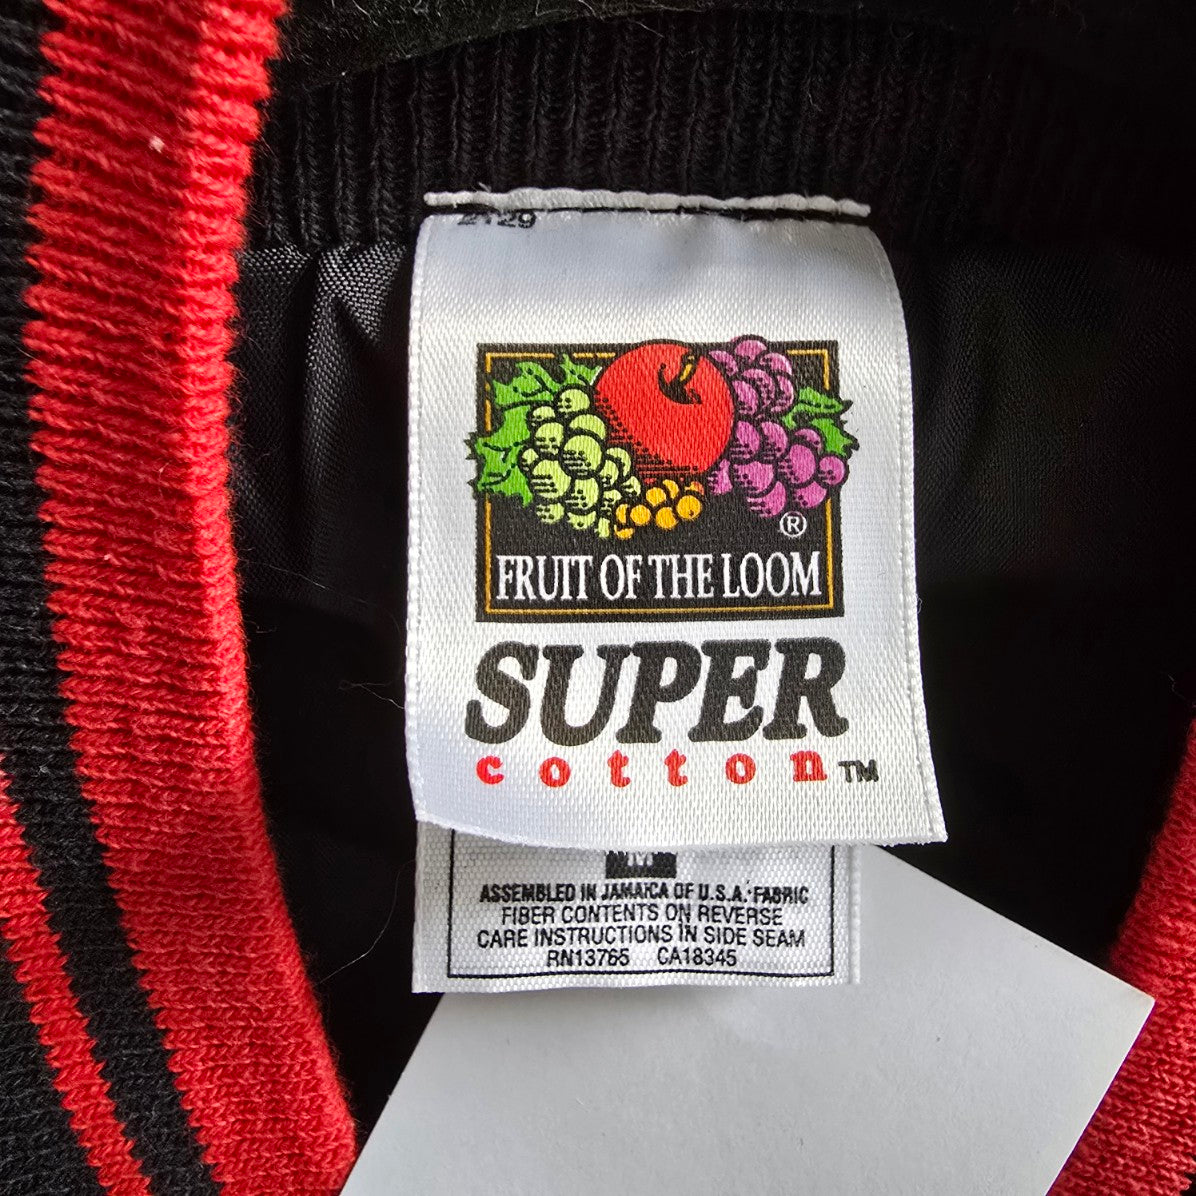 ®
FRUIT OF THE LOOM
SUPER
cotton™
M
ASSEMBLED IN JAMAICA OF U.S.A. FABRIC
FIBER CONTENTS ON REVERSE
CARE INSTRUCTIONS IN SIDE SEAM
RN13765 CA18345